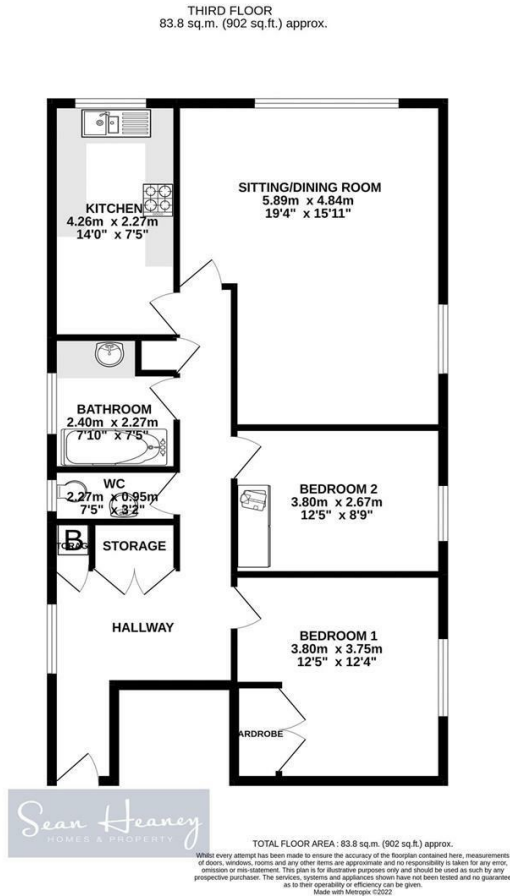 THIRD FLOOR
83.8 sq.m. (902 sq.ft.) approx.
KITCHEN
4.26m x 2.27m
14'0" x 7'5"
SITTING/DINING ROOM
5.89m x 4.84m
19'4" x 15'11"
BATHROOM
2.40m x 2.27m
7'10" x 7'5"
WC
2.27m x 0.95m
7'5" x 3'2"
BEDROOM 2
3.80m x 2.67m
12'5" x 8'9"
B
STORAGE
HALLWAY
BEDROOM 1
3.80m x 3.75m
12'5" x 12'4"
ARDROBE
Sean Heaney
HOMES & PROPERTY
TOTAL FLOOR AREA : 83.8 sq.m. (902 sq.ft.) approx.
Whilst every attempt has been made to ensure the accuracy of the floorplan contained here, measurements
of doors, windows, rooms and any other items are approximate and no responsibility is taken for any error,
omission or mis-statement. This plan is for illustrative purposes only and should be used as such by any
prospective purchaser. The services, systems and appliances shown have not been tested and no guarantee
as to their operability or efficiency can be given.
Made with Metropix ©2022